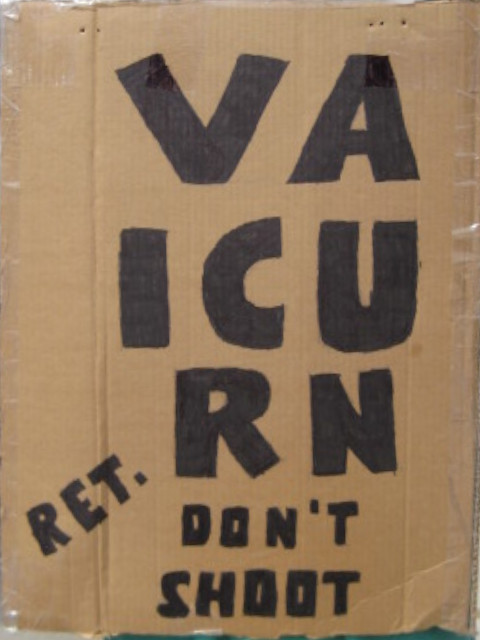 VA
ICU
RN
RET.
DON'T
SHOOT